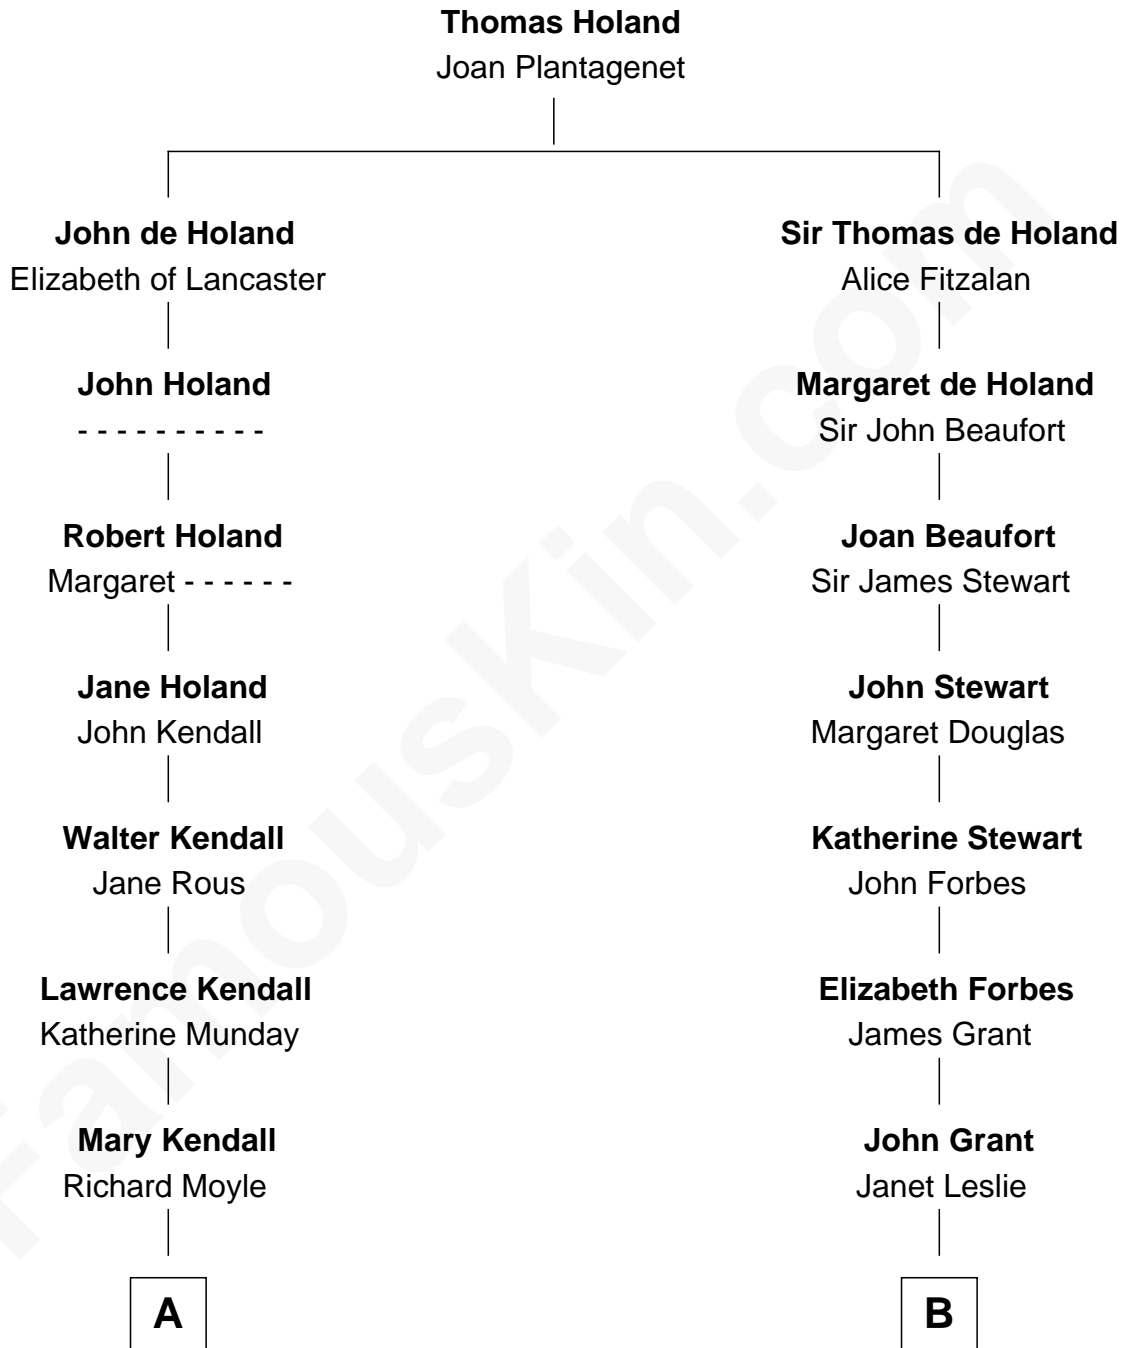 Thomas Holand
Joan Plantagenet
John de Holand
Elizabeth of Lancaster
Sir Thomas de Holand
Alice Fitzalan
John Holand
- - - - - - - - - -
Margaret de Holand
Sir John Beaufort
Robert Holand
Margaret - - - - - -
Joan Beaufort
Sir James Stewart
Jane Holand
John Kendall
John Stewart
Margaret Douglas
Walter Kendall
Jane Rous
Katherine Stewart
John Forbes
Lawrence Kendall
Katherine Munday
Elizabeth Forbes
James Grant
Mary Kendall
Richard Moyle
John Grant
Janet Leslie
A
B
FamousKin.com